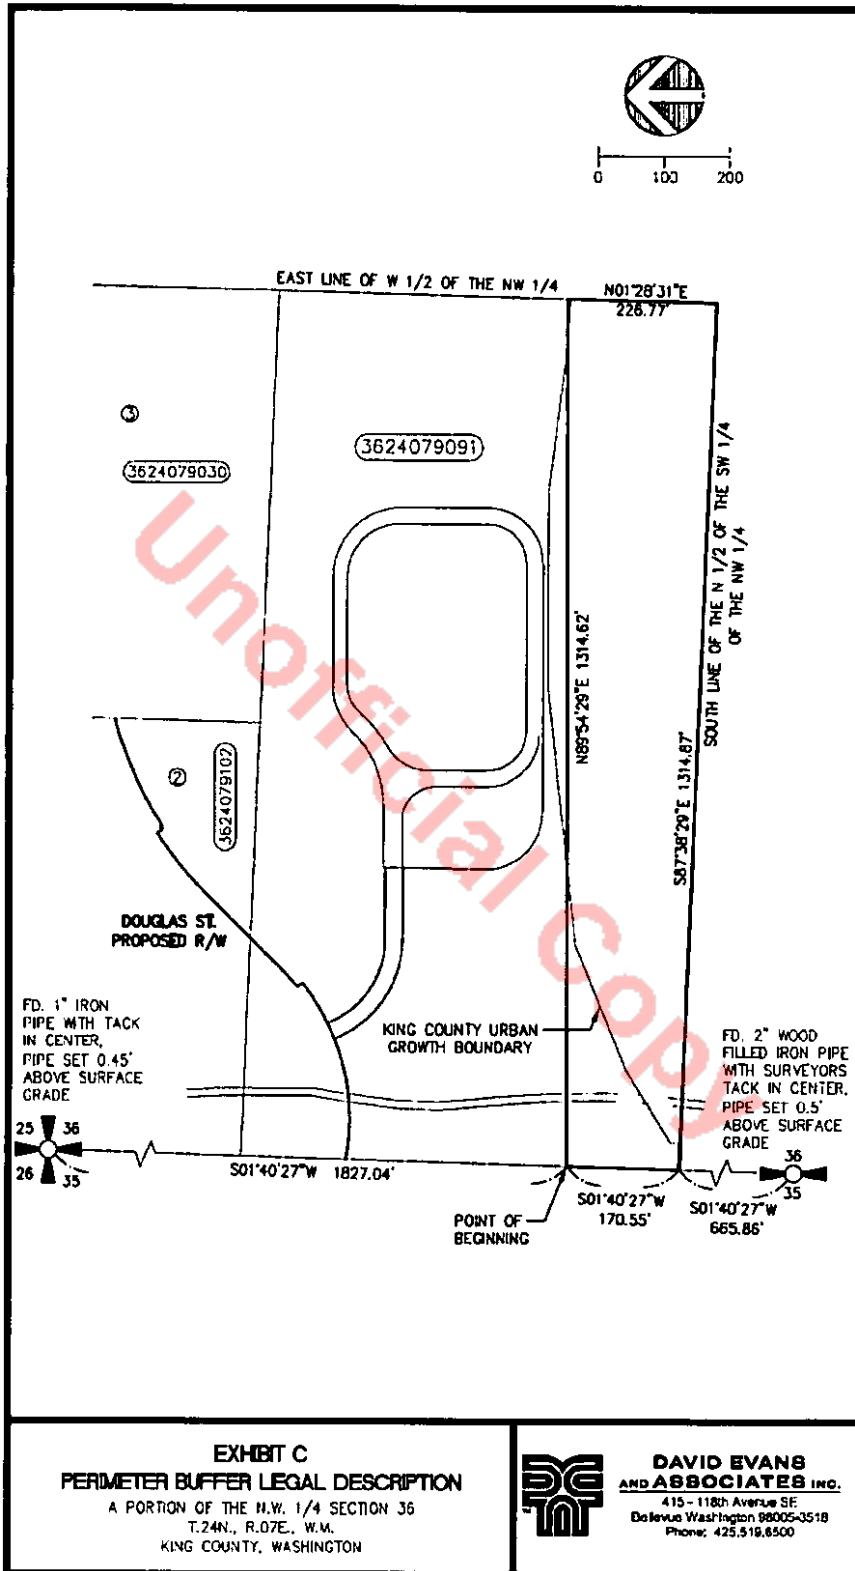 0 100 200
EAST LINE OF W 1/2 OF THE NW 1/4
N01°28'31"E
226.77'
3
3624079091
3624079030
SOUTH LINE OF THE N 1/2 OF THE SW 1/4
OF THE NW 1/4
N89°54'29"E 1314.62'
S87°38'29"E 1314.87'
2
3624079102
DOUGLAS ST.
PROPOSED R/W
FD. 1" IRON
PIPE WITH TACK
IN CENTER,
PIPE SET 0.45'
ABOVE SURFACE
GRADE
KING COUNTY URBAN
GROWTH BOUNDARY
FD. 2" WOOD
FILLED IRON PIPE
WITH SURVEYORS
TACK IN CENTER,
PIPE SET 0.5'
ABOVE SURFACE
GRADE
25 36
26 35
S01°40'27"W 1827.04'
36
35
S01°40'27"W
170.55'
S01°40'27"W
665.86'
POINT OF
BEGINNING
Unofficial Copy
EXHIBIT C
PERIMETER BUFFER LEGAL DESCRIPTION
A PORTION OF THE N.W. 1/4 SECTION 36
T.24N., R.07E., W.M.
KING COUNTY, WASHINGTON
DAVID EVANS
AND ASSOCIATES INC.
415 - 118th Avenue SE
Bellevue Washington 98005-3518
Phone: 425.519.6500